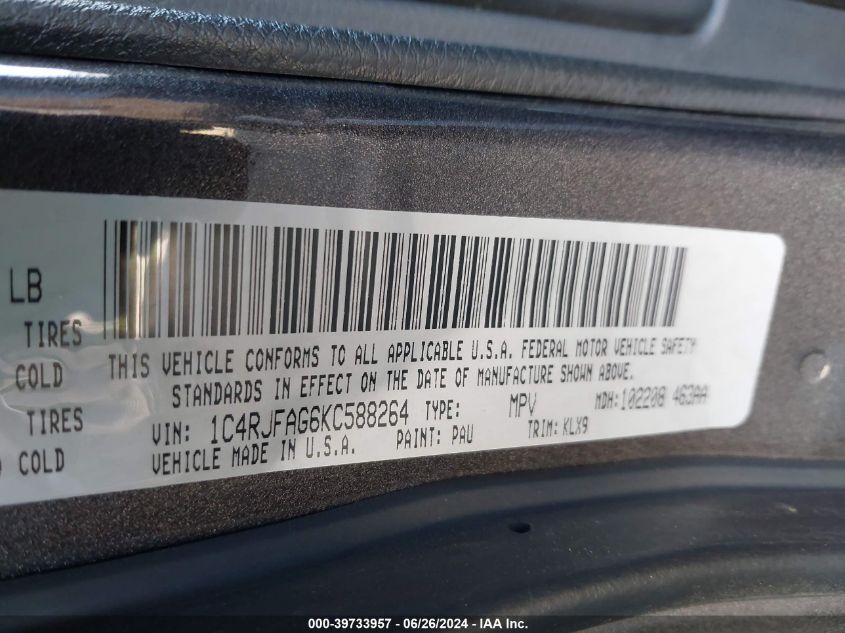 LB
TIRES
COLD
TIRES
COLD
THIS VEHICLE CONFORMS TO ALL APPLICABLE U.S.A. FEDERAL MOTOR VEHICLE SAFETY
STANDARDS IN EFFECT ON THE DATE OF MANUFACTURE SHOWN ABOVE.
VIN: 1C4RJFAG6KC588264 TYPE: MPV MDH:102208 463AA
VEHICLE MADE IN U.S.A. PAINT: PAU TRIM: KLX9
000-39733957 / 06/26/2024 / IAA Inc.